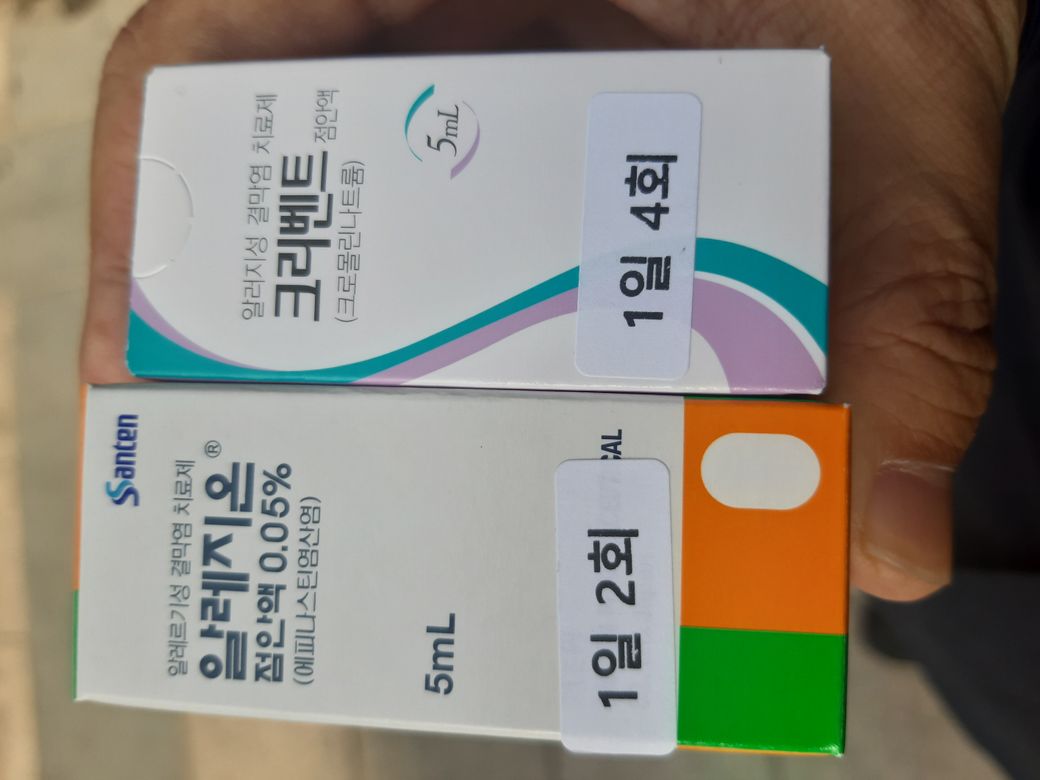 알러지성 결막염 치료제
크리벤트 점안액
(크로몰린나트륨)
5mL
1일 4회
Santen
알레르기성 결막염 치료제
알레지온®
점안액 0.05%
(에피나스틴염산염)
5mL
1일 2회